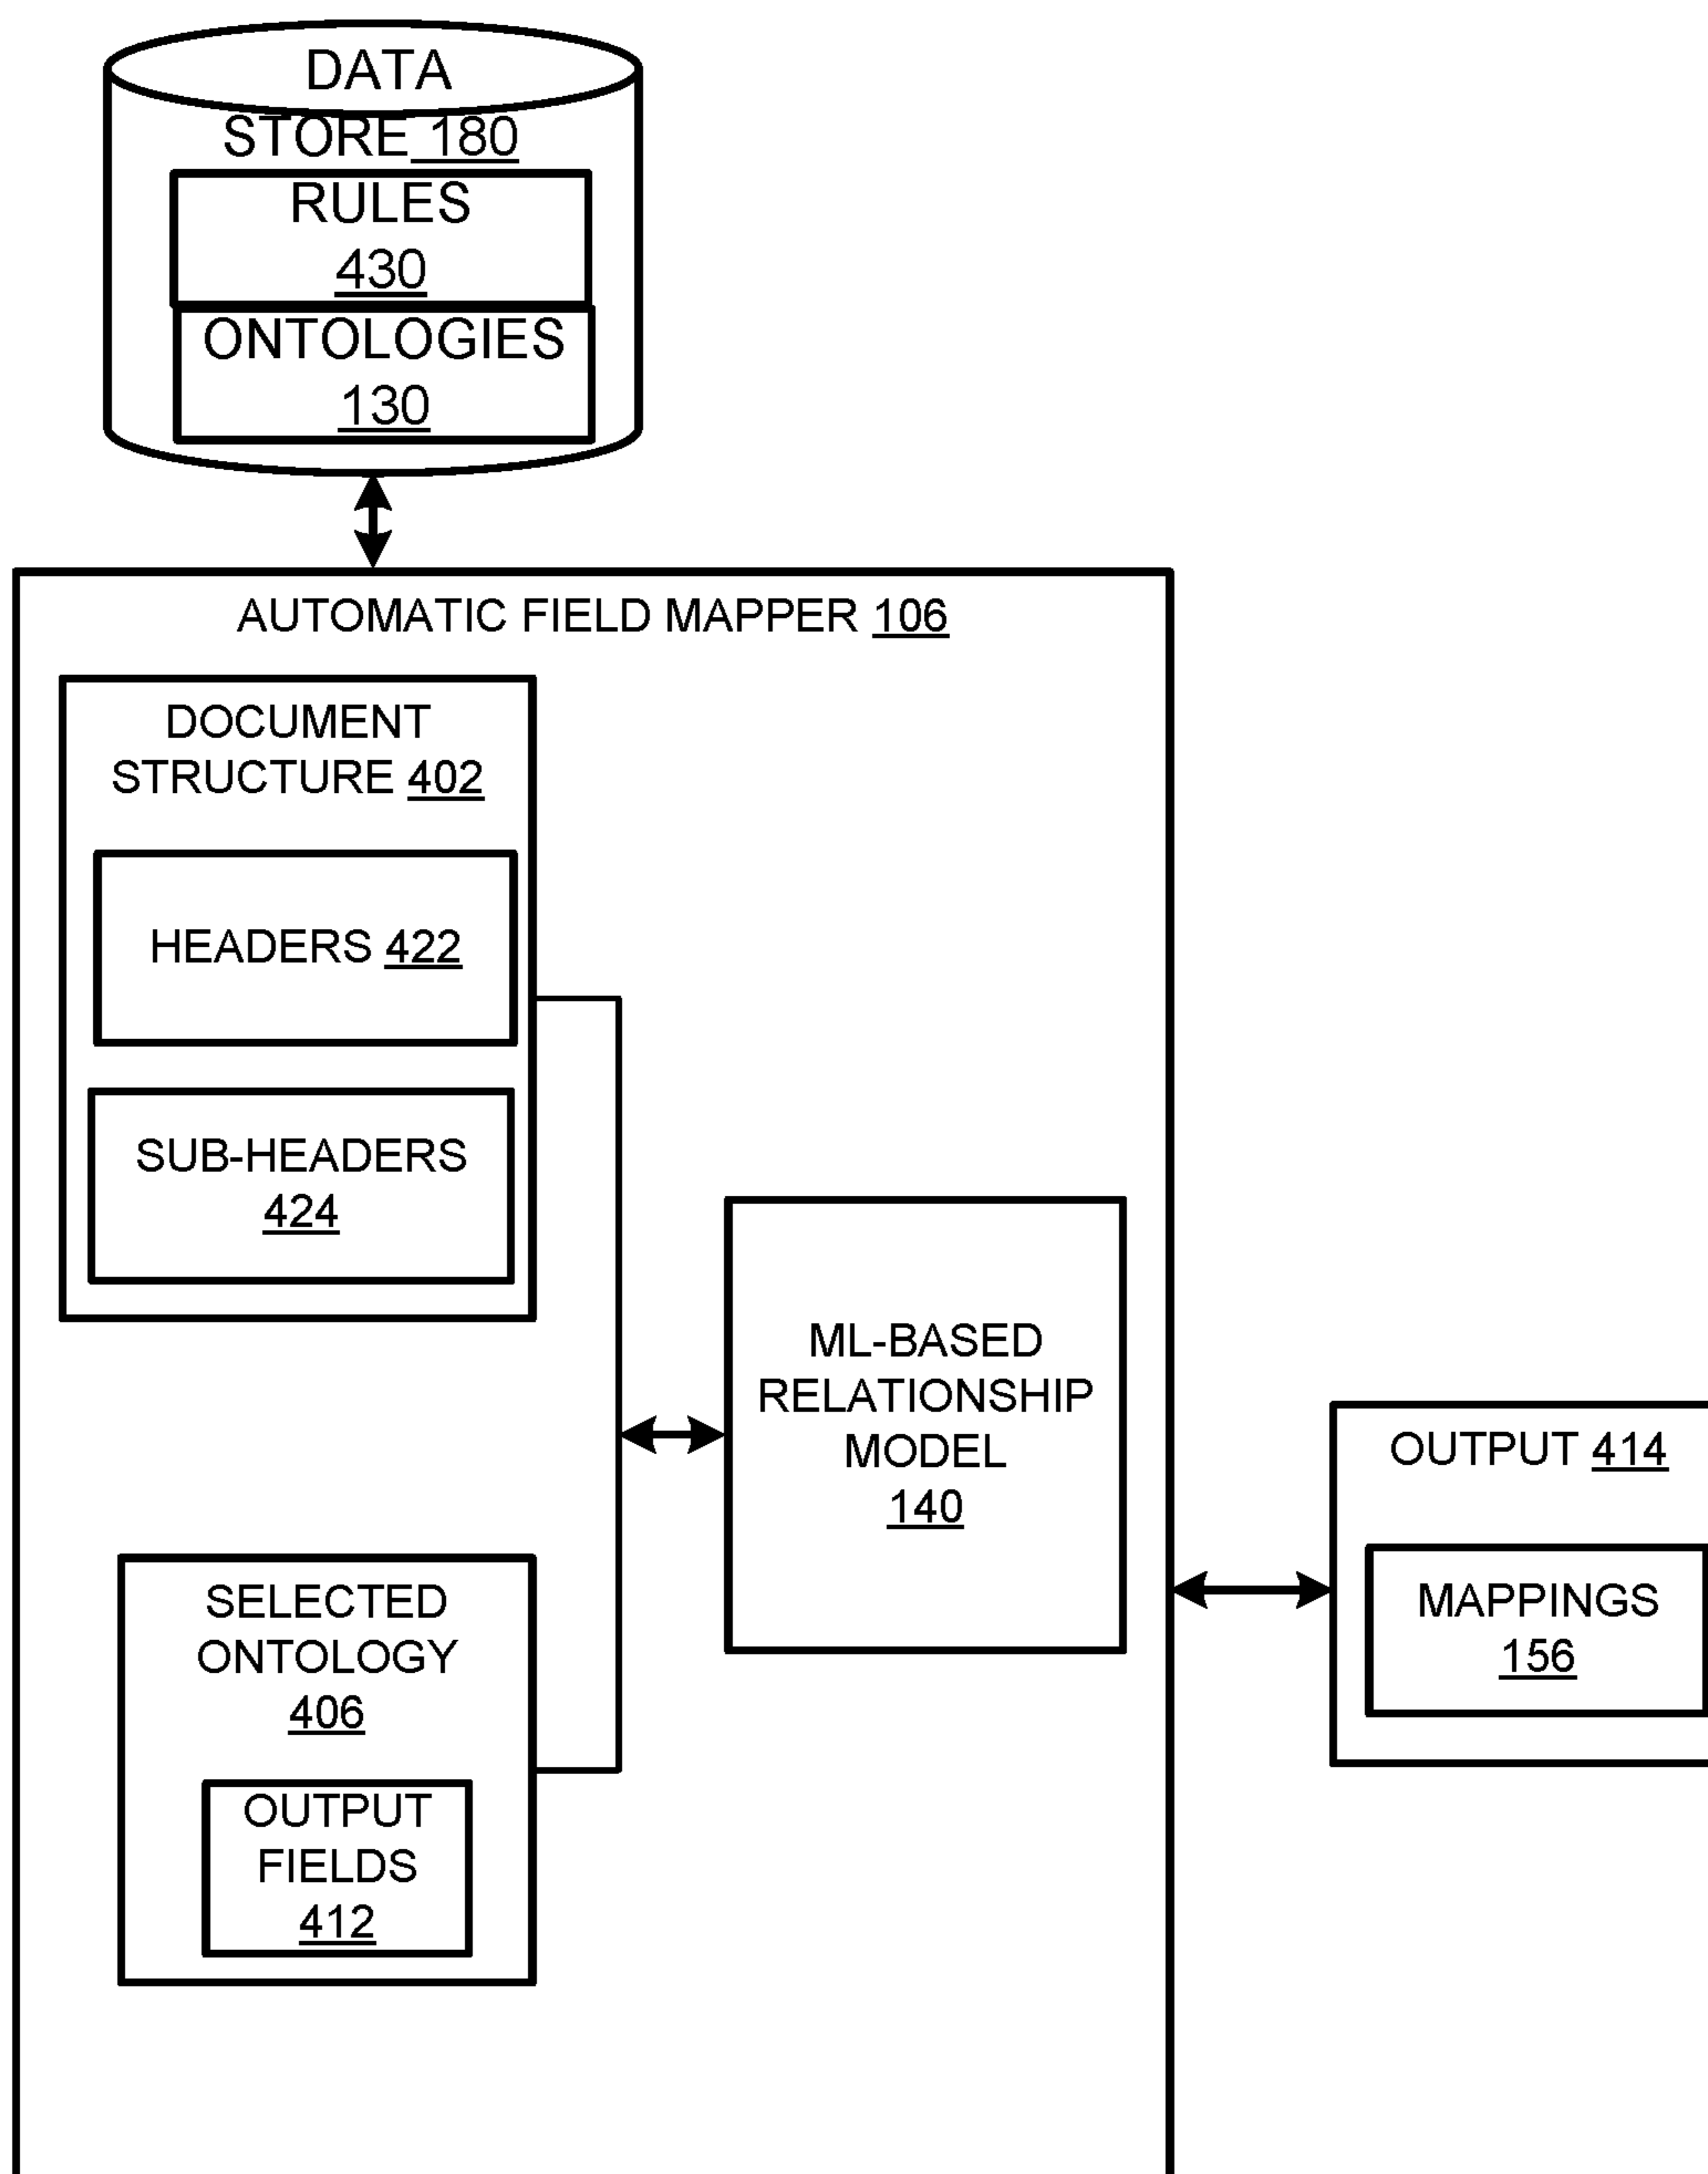 DATA
STORE 180
RULES
430
ONTOLOGIES
130
AUTOMATIC FIELD MAPPER 106
DOCUMENT
STRUCTURE 402
HEADERS 422
SUB-HEADERS
424
ML-BASED
RELATIONSHIP
MODEL
140
OUTPUT 414
MAPPINGS
156
SELECTED
ONTOLOGY
406
OUTPUT
FIELDS
412